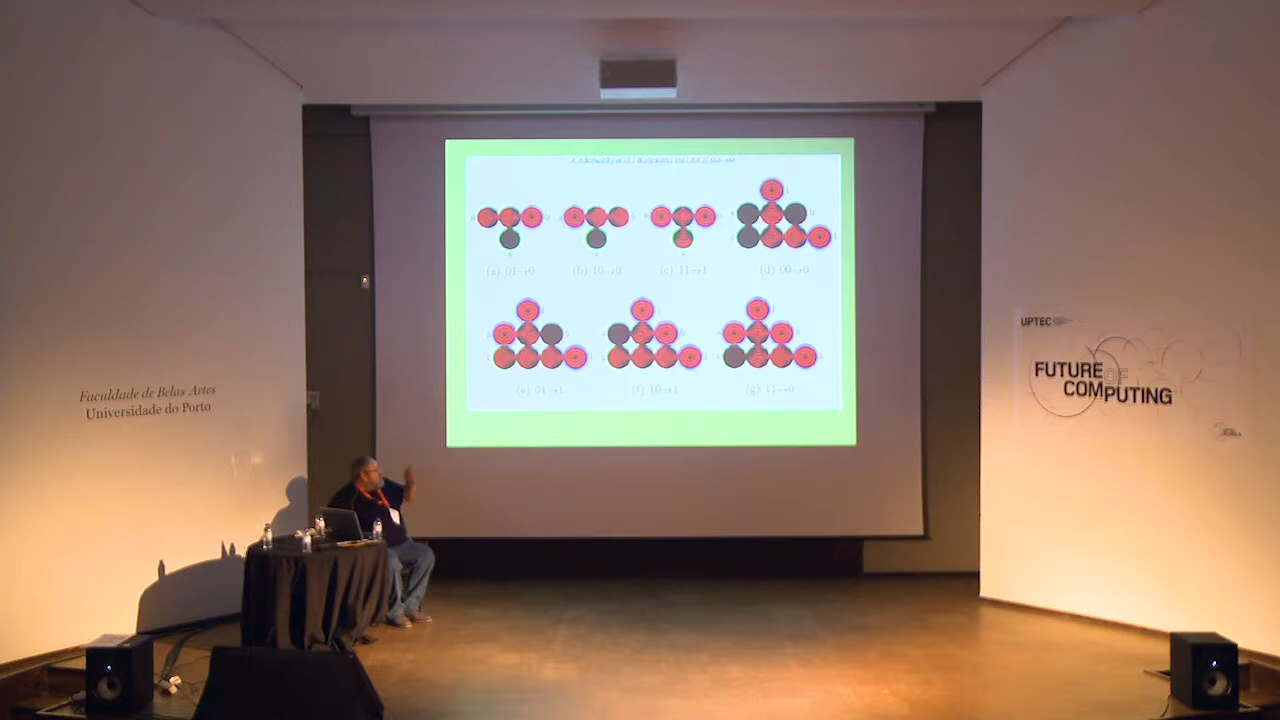 (a) 01→0
(b) 10→0
(c) 11→1
(d) 00→0
(e) 01→1
(f) 10→1
(g) 11→0
Faculdade de Belas Artes
Universidade do Porto
UPTEC
FUTURE OF
COMPUTING